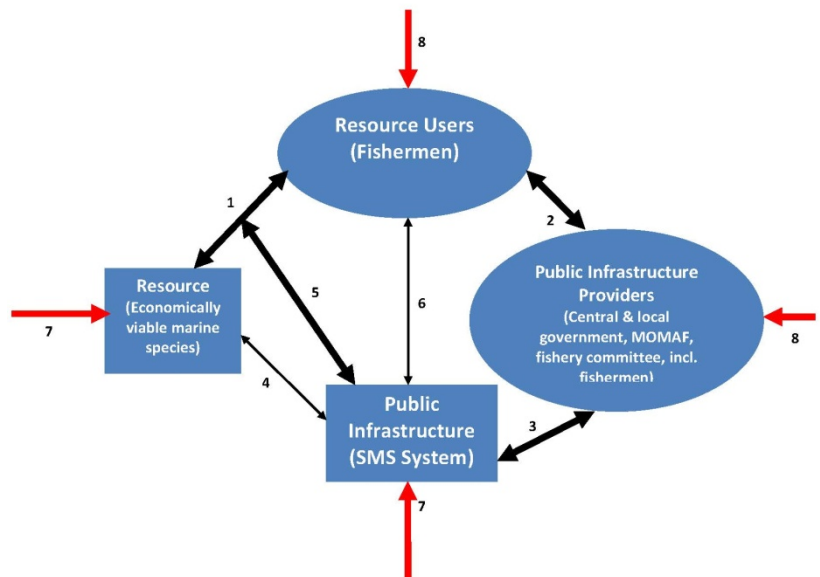 8
Resource Users
(Fishermen)
1
2
Resource
(Economically
viable marine
species)
7
5
6
Public Infrastructure
Providers
(Central & local
government, MOMAF,
fishery committee, incl.
fishermen)
8
4
Public
Infrastructure
(SMS System)
3
7